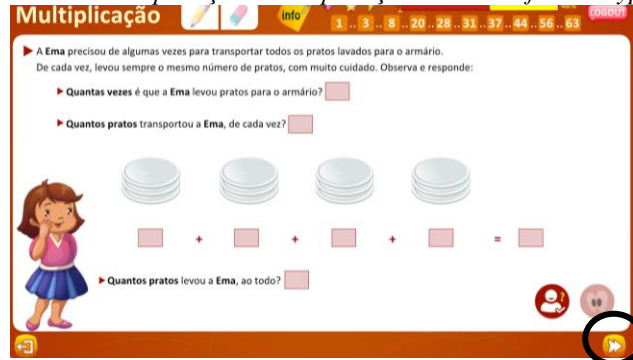 Multiplicação
info
1 .. 3 .. 8 .. 20 .. 28 .. 31 .. 37 .. 44 .. 56 .. 63
LOGOUT
A Ema precisou de algumas vezes para transportar todos os pratos lavados para o armário.
De cada vez, levou sempre o mesmo número de pratos, com muito cuidado. Observa e responde:
Quantas vezes é que a Ema levou pratos para o armário?
Quantos pratos transportou a Ema, de cada vez?
+ + + =
Quantos pratos levou a Ema, ao todo?
?